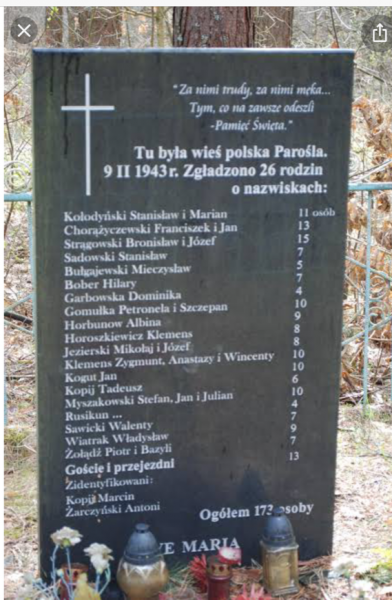 "Za nimi trudy, za nimi męka...
Tym, co na zawsze odeszli
-Pamięć Święta."
Tu była wieś polska Parośla.
9 II 1943 r. Zgładzono 26 rodzin
o nazwiskach:
Kołodyński Stanisław i Marian 11 osób
Chorążyczewski Franciszek i Jan 13
Strągowski Bronisław i Józef 15
Sadowski Stanisław 7
Bułgajewski Mieczysław 5
Bober Hilary 7
Garbowska Dominika 4
Gomułka Petronela i Szczepan 10
Horbunow Albina 9
Horoszkiewicz Klemens 8
Jezierski Mikołaj i Józef 8
Klemens Zygmunt, Anastazy i Wincenty 10
Kogut Jan 10
Kopij Tadeusz 6
Myszakowski Stefan, Jan i Julian 10
Rusikun ... 4
Sawicki Walenty 7
Wiatrak Władysław 9
Żołądź Piotr i Bazyli 7
Goście i przejezdni 13
Zidentyfikowani:
Kopij Marcin
Żarczyński Antoni
Ogółem 173 osoby
MARIA